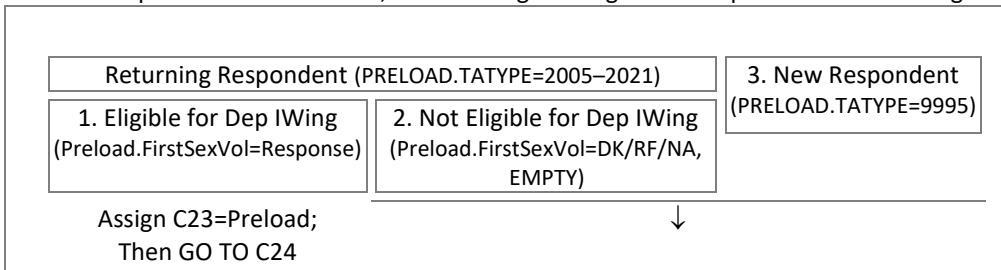 Returning Respondent (PRELOAD.TATYPE=2005–2021)
3. New Respondent
(PRELOAD.TATYPE=9995)
1. Eligible for Dep IWing
(Preload.FirstSexVol=Response)
2. Not Eligible for Dep IWing
(Preload.FirstSexVol=DK/RF/NA,
EMPTY)
Assign C23=Preload;
Then GO TO C24
↓